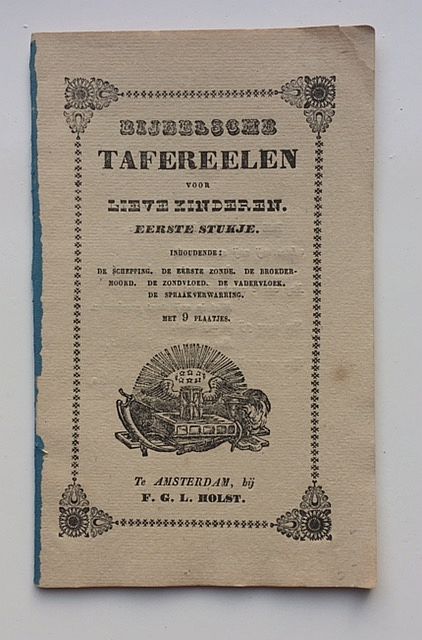 BIJBELSCHE
TAFEREELEN
VOOR
LIEVE KINDEREN.
EERSTE STUKJE.
INHOUDENDE:
DE SCHEPPING. DE EERSTE ZONDE. DE BROEDER-
MOORD. DE ZONDVLOED. DE VADERVLOEK.
DE SPRAAKVERWARRING.
MET 9 PLAATJES.
Te AMSTERDAM, bij
F. G. L. HOLST.